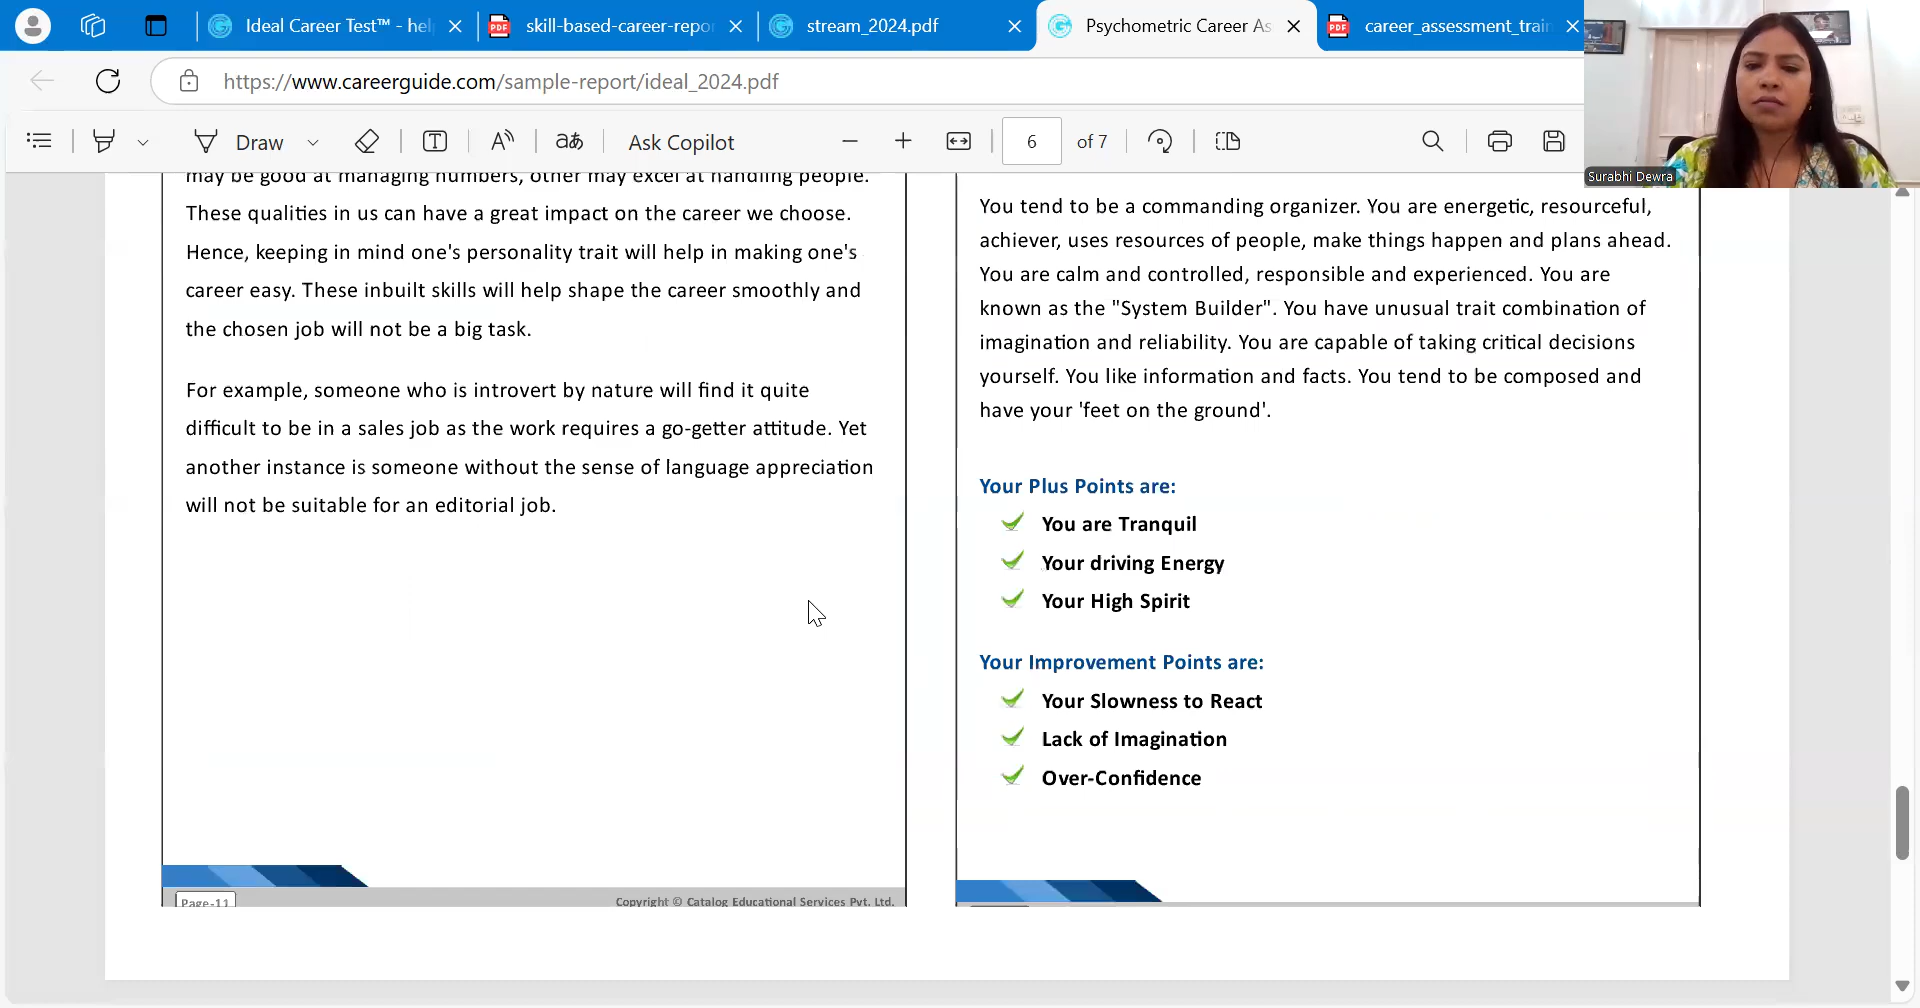 Ideal Career Test™ - hel
skill-based-career-repo
stream_2024.pdf
Psychometric Career As
career_assessment_train
https://www.careerguide.com/sample-report/ideal_2024.pdf
Draw
Ask Copilot
6 of 7
Surabhi Dewra
may be good at managing numbers, other may excel at handling people.
These qualities in us can have a great impact on the career we choose.
Hence, keeping in mind one's personality trait will help in making one's
career easy. These inbuilt skills will help shape the career smoothly and
the chosen job will not be a big task.
For example, someone who is introvert by nature will find it quite
difficult to be in a sales job as the work requires a go-getter attitude. Yet
another instance is someone without the sense of language appreciation
will not be suitable for an editorial job.
Page-11
Copyright © Catalog Educational Services Pvt. Ltd.
You tend to be a commanding organizer. You are energetic, resourceful,
achiever, uses resources of people, make things happen and plans ahead.
You are calm and controlled, responsible and experienced. You are
known as the "System Builder". You have unusual trait combination of
imagination and reliability. You are capable of taking critical decisions
yourself. You like information and facts. You tend to be composed and
have your 'feet on the ground'.
Your Plus Points are:
You are Tranquil
Your driving Energy
Your High Spirit
Your Improvement Points are:
Your Slowness to React
Lack of Imagination
Over-Confidence